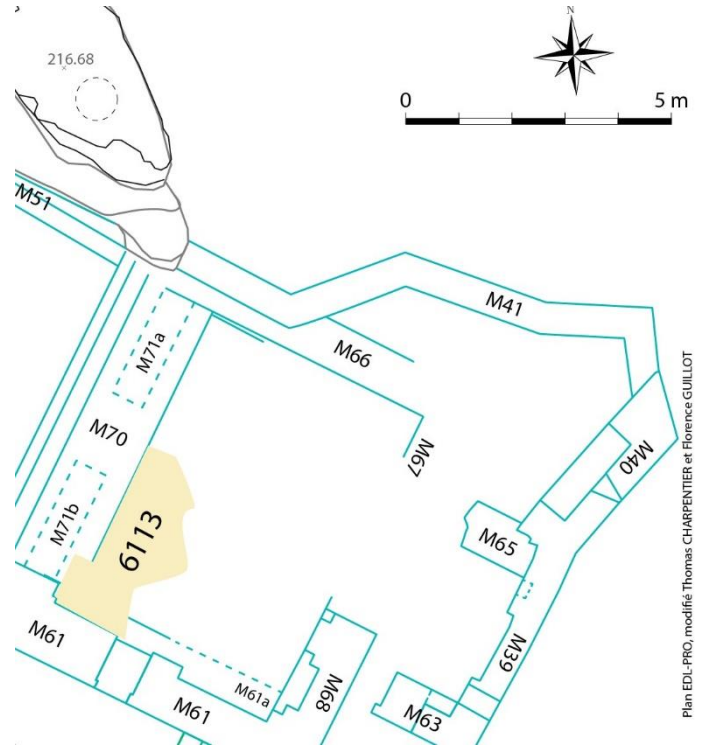 N
216.68
0
5 m
M51
M41
M71a
M66
M70
M67
M40
M71b
6113
M65
M61
M39
M61a
M68
M61
M63
Plan EDL-PRO, modifié Thomas CHARPENTIER et Florence GUILLOT